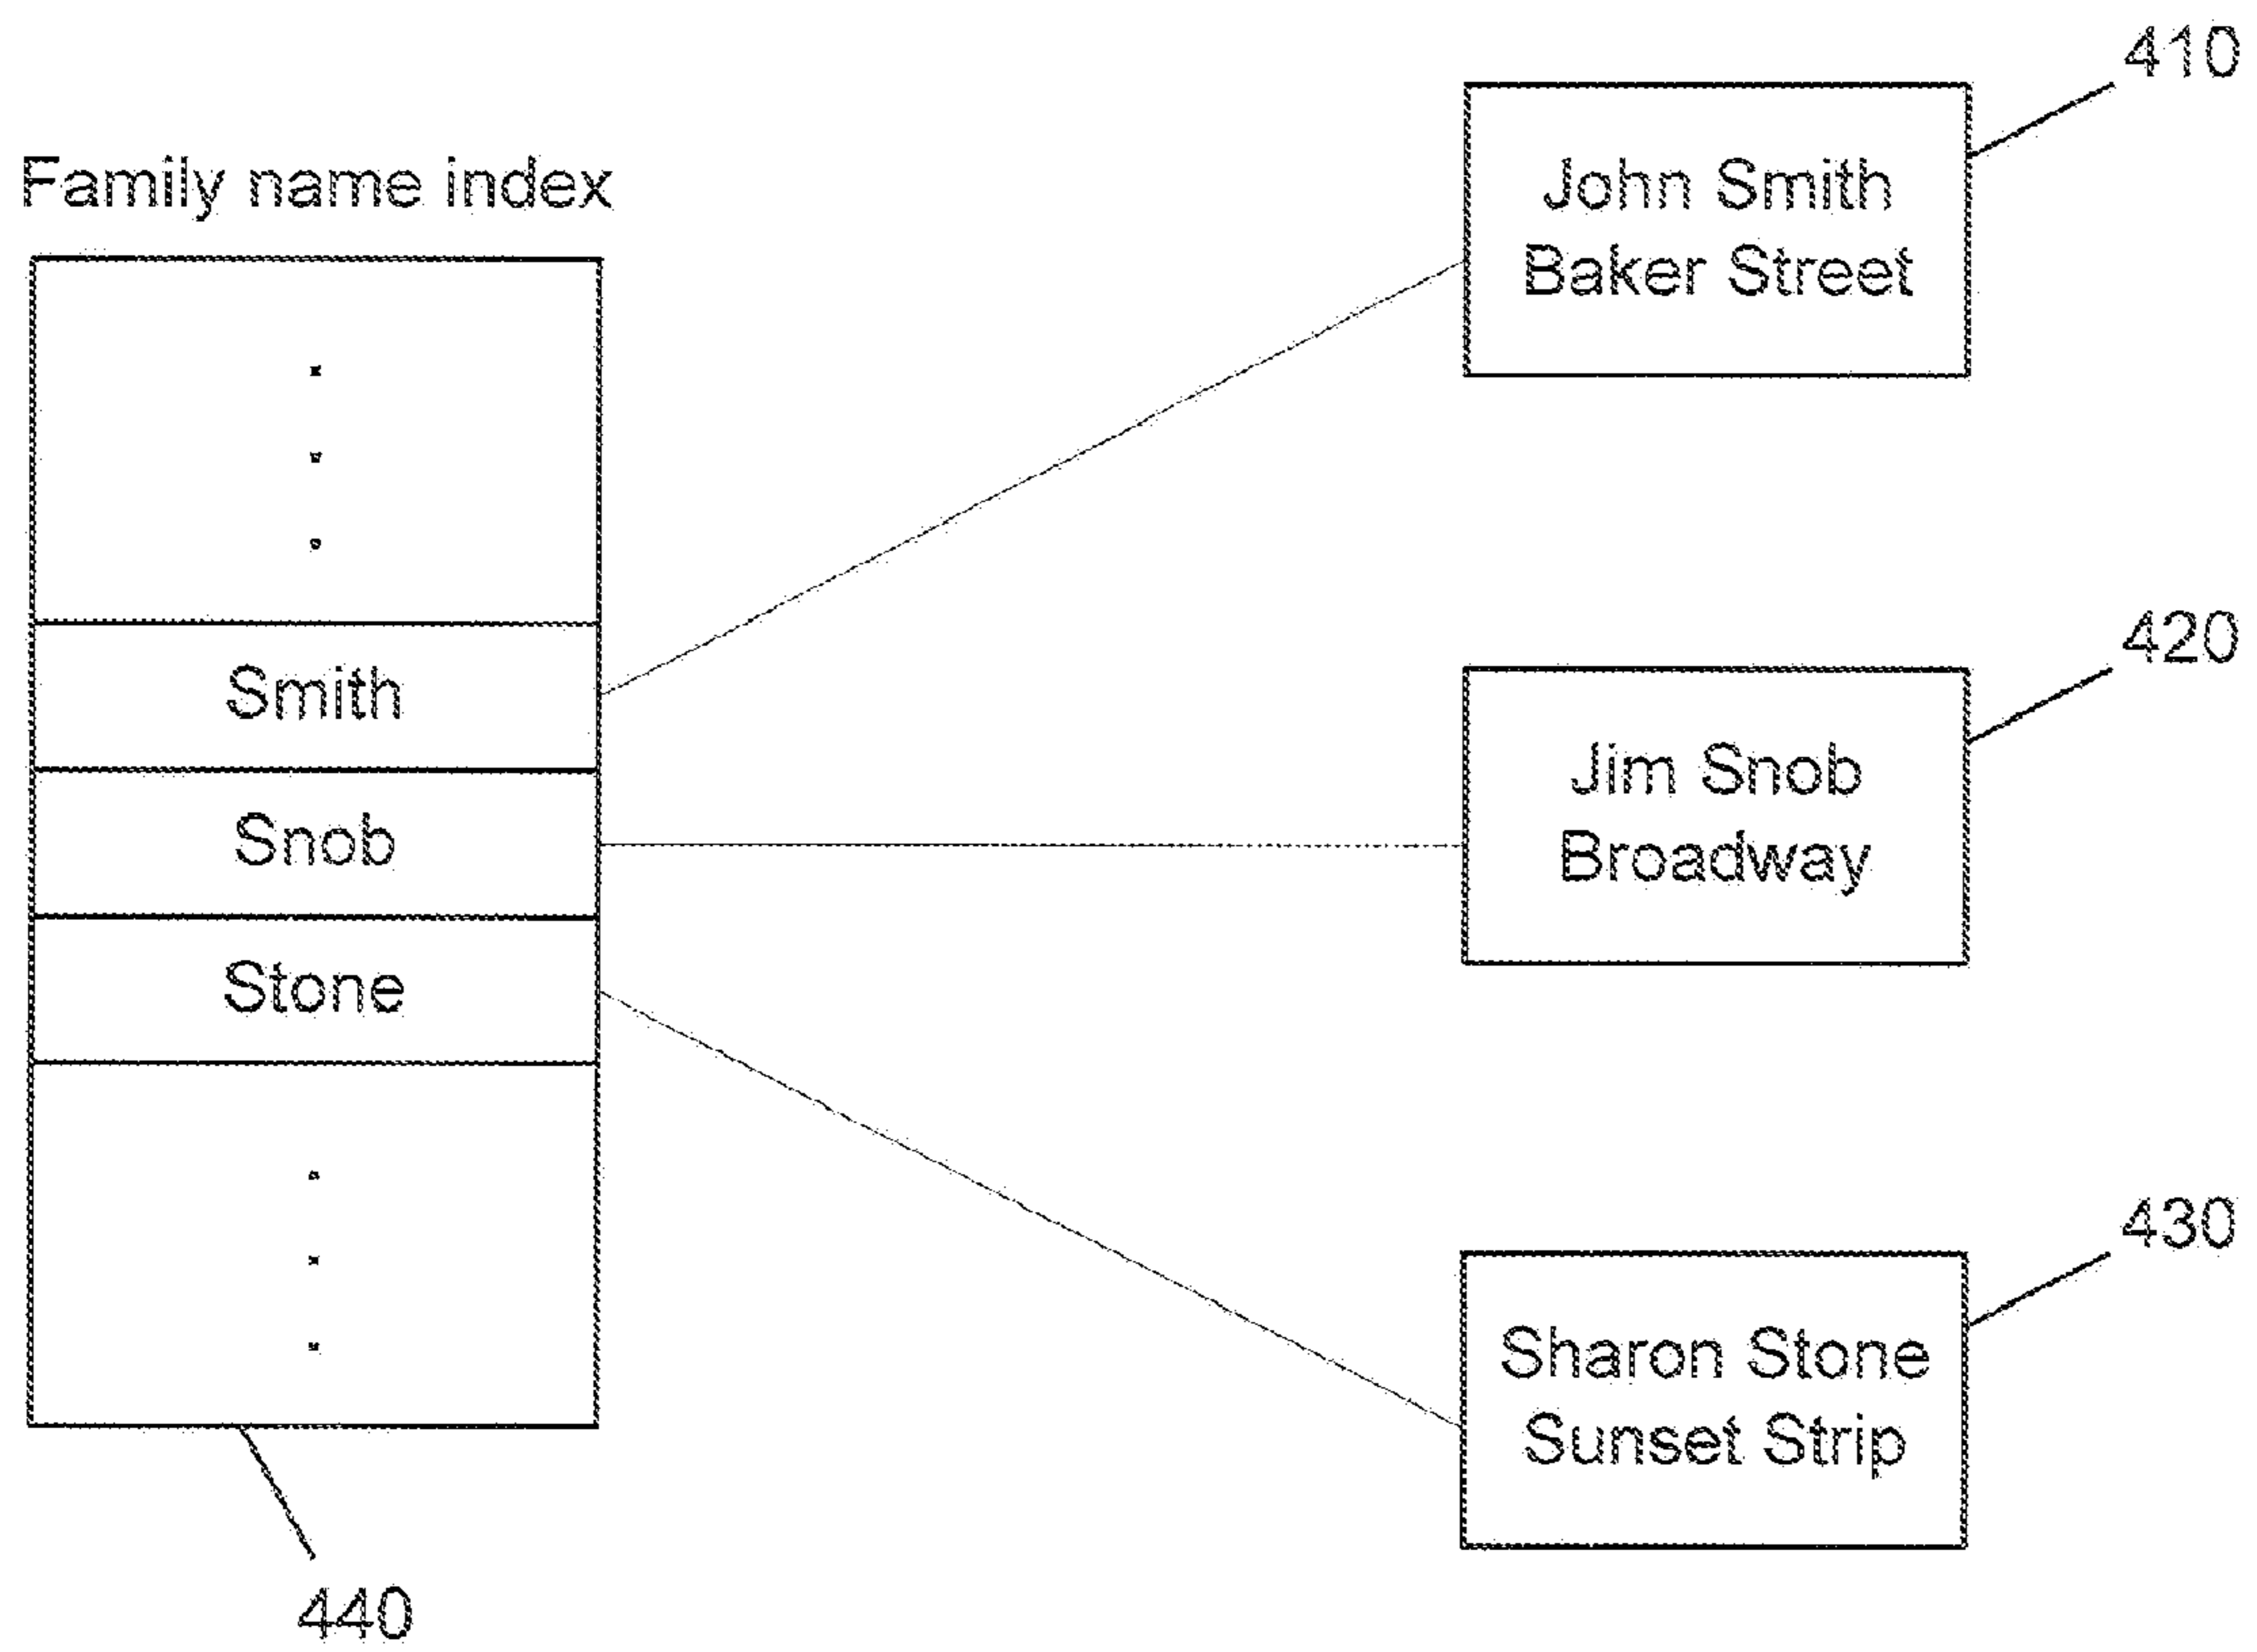 410
Family name index
John Smith
Baker Street
Smith
420
Snob
Jim Snob
Broadway
Stone
430
Sharon Stone
Sunset Strip
440